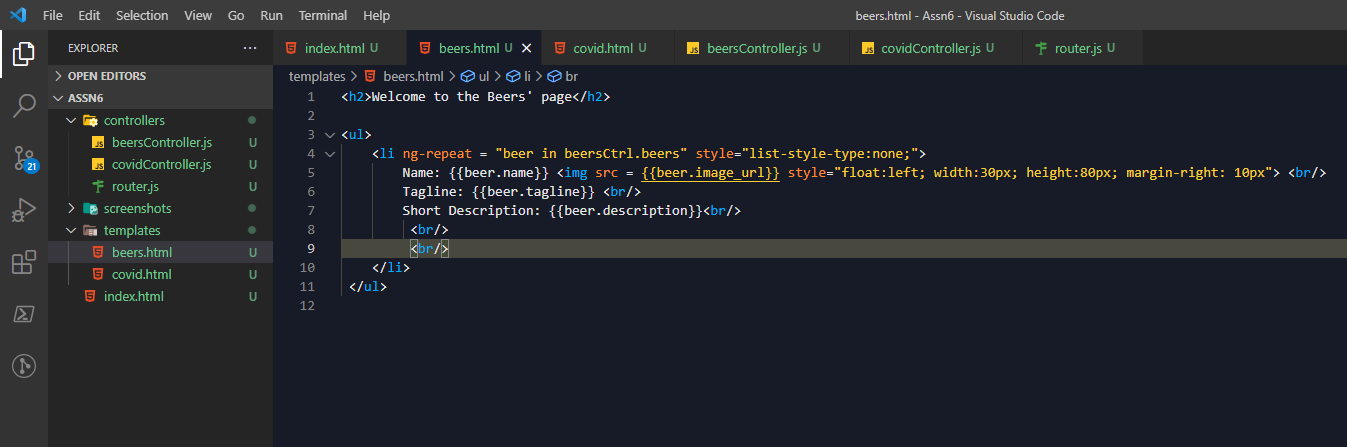 File Edit Selection View Go Run Terminal Help beers.html - Assn6 - Visual Studio Code
EXPLORER ···
index.html U beers.html U covid.html U beersController.js U covidController.js U router.js U
OPEN EDITORS
templates > beers.html > ul > li > br
ASSN6
controllers
JS beersController.js U
JS covidController.js U
router.js U
screenshots
templates
beers.html U
covid.html U
index.html U
21
1 <h2>Welcome to the Beers' page</h2>
2
3 <ul>
4 <li ng-repeat = "beer in beersCtrl.beers" style="list-style-type:none;">
5 Name: {{beer.name}} <img src = {{beer.image_url}} style="float:left; width:30px; height:80px; margin-right: 10px"> <br/>
6 Tagline: {{beer.tagline}} <br/>
7 Short Description: {{beer.description}}<br/>
8 <br/>
9 <br/>
10 </li>
11 </ul>
12